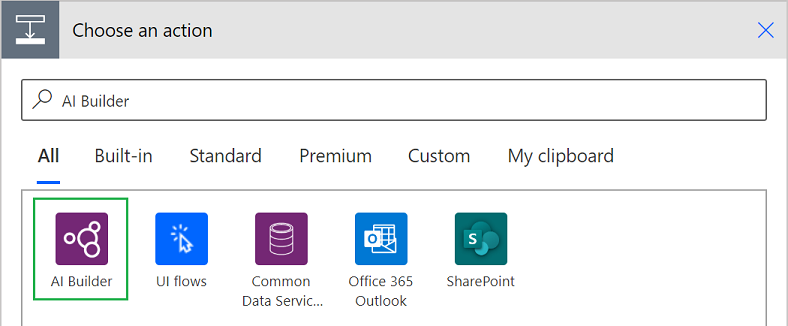 Choose an action
AI Builder
All Built-in Standard Premium Custom My clipboard
AI Builder UI flows Common Office 365 SharePoint
Data Servic... Outlook